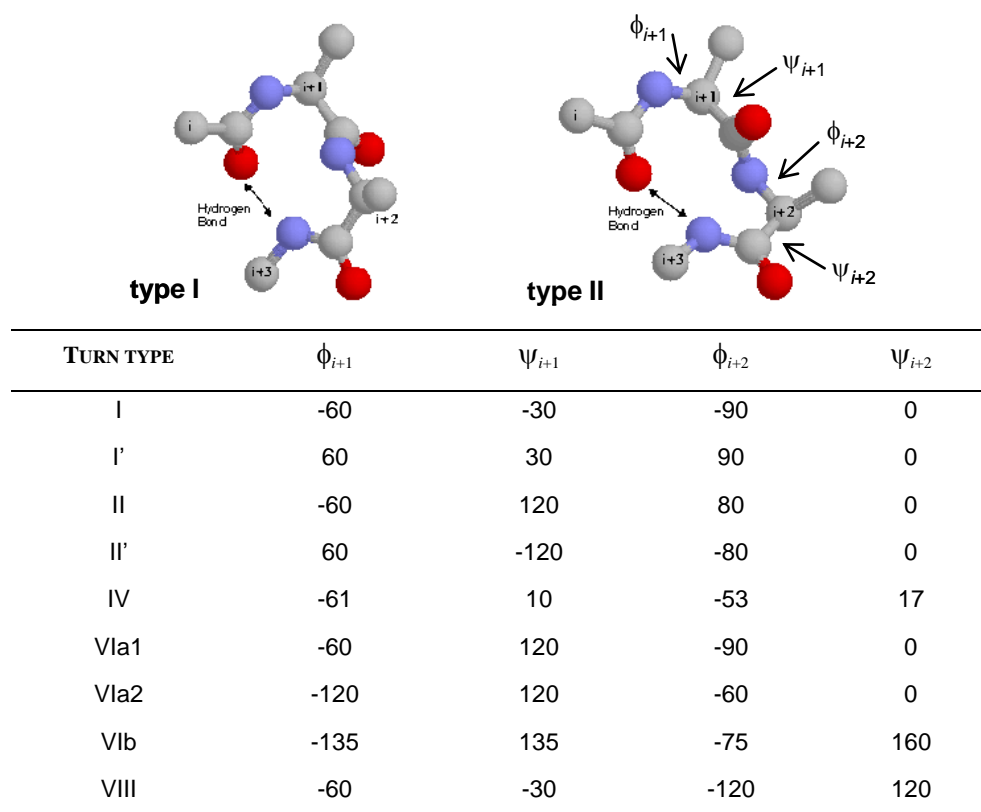 ϕi+1
ψi+1
i+1
i
i+2
Hydrogen
Bond
i+3
type I
i+1
i
ϕi+2
i+2
Hydrogen
Bond
i+3
ψi+2
type II
TURN TYPE ϕi+1 ψi+1 ϕi+2 ψi+2
I -60 -30 -90 0
I’ 60 30 90 0
II -60 120 80 0
II’ 60 -120 -80 0
IV -61 10 -53 17
VIa1 -60 120 -90 0
VIa2 -120 120 -60 0
VIb -135 135 -75 160
VIII -60 -30 -120 120